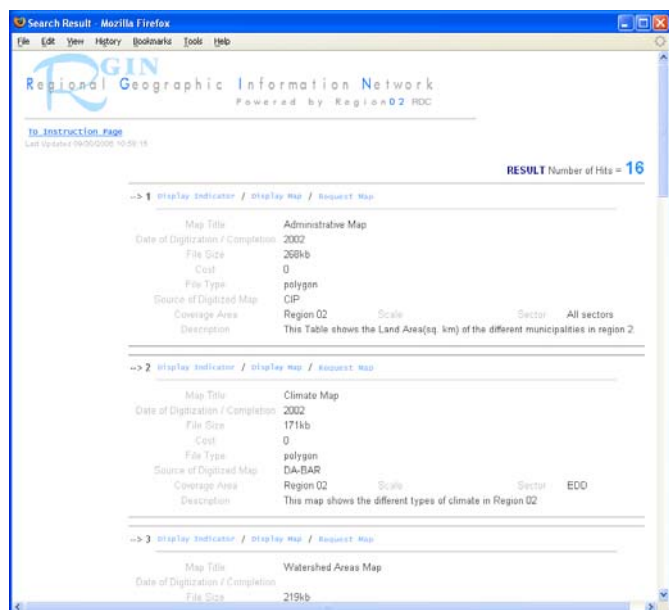 Search Result - Mozilla Firefox
File Edit View History Bookmarks Tools Help
RGIN
Regional Geographic Information Network
Powered by Region02 RDC
To Instruction Page
Last Updated 10:59:15
RESULT Number of Hits = 16
--> 1 Display Indicator / Display Map / Request Map
Map Title Administrative Map
Date of Digitization / Completion 2002
File Size 268kb
Cost 0
File Type polygon
Source of Digitized Map CIP
Coverage Area Region 02 Scale Sector All sectors
Description This Table shows the Land Area(sq. km) of the different municipalities in region 2.
--> 2 Display Indicator / Display Map / Request Map
Map Title Climate Map
Date of Digitization / Completion 2002
File Size 171kb
Cost 0
File Type polygon
Source of Digitized Map DA-BAR
Coverage Area Region 02 Scale Sector EDD
Description This map shows the different types of climate in Region 02
--> 3 Display Indicator / Display Map / Request Map
Map Title Watershed Areas Map
Date of Digitization / Completion
File Size 219kb